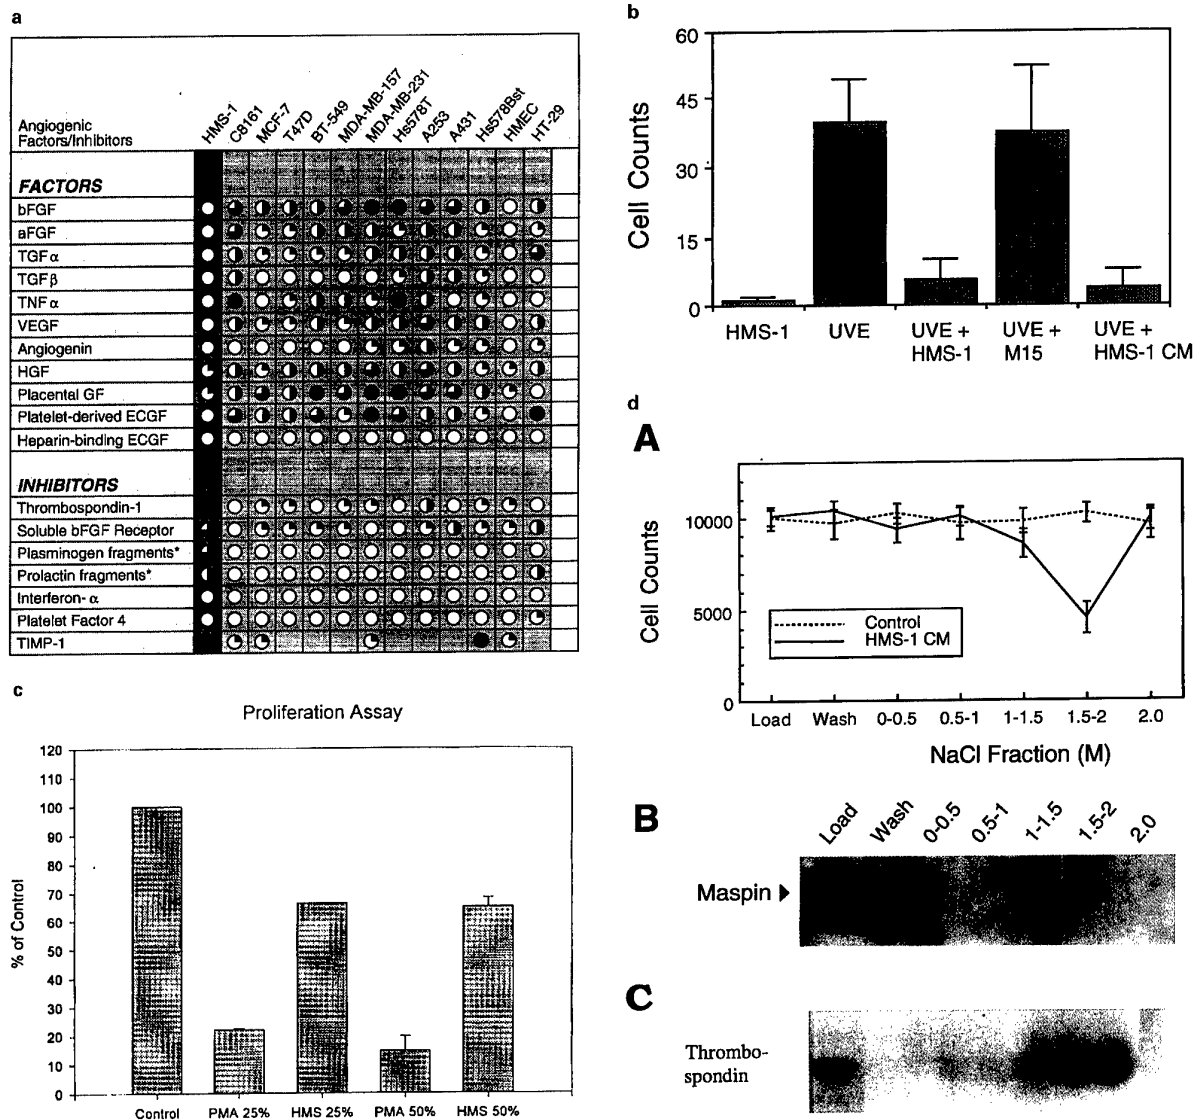 a
Angiogenic
Factors/Inhibitors
HMS-1
C8161
MCF-7
T47D
BT-549
MDA-MB-157
MDA-MB-231
Hs578T
A253
A431
Hs578Bst
HMEC
HT-29
FACTORS
bFGF
aFGF
TGFα
TGFβ
TNFα
VEGF
Angiogenin
HGF
Placental GF
Platelet-derived ECGF
Heparin-binding ECGF
INHIBITORS
Thrombospondin-1
Soluble bFGF Receptor
Plasminogen fragments*
Prolactin fragments*
Interferon- α
Platelet Factor 4
TIMP-1
b
Cell Counts
60
45
30
15
0
HMS-1
UVE
UVE +
HMS-1
UVE +
M15
UVE +
HMS-1 CM
c
Proliferation Assay
% of Control
120
110
100
90
80
70
60
50
40
30
20
10
0
Control
PMA 25%
HMS 25%
PMA 50%
HMS 50%
d
A
Cell Counts
10000
5000
0
Control
HMS-1 CM
Load
Wash
0-0.5
0.5-1
1-1.5
1.5-2
2.0
NaCl Fraction (M)
B
Load
Wash
0-0.5
0.5-1
1-1.5
1.5-2
2.0
Maspin
C
Thrombo-
spondin